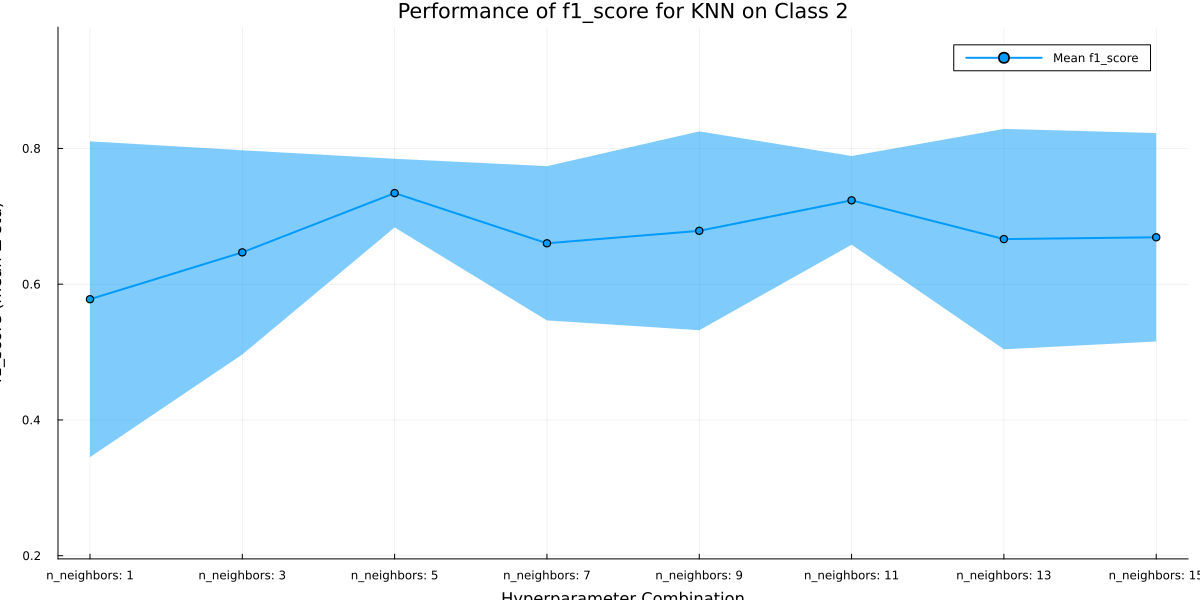 Performance of f1_score for KNN on Class 2
Mean f1_score
0.8
0.6
0.4
0.2
n_neighbors: 1
n_neighbors: 3
n_neighbors: 5
n_neighbors: 7
n_neighbors: 9
n_neighbors: 11
n_neighbors: 13
n_neighbors: 15
Hyperparameter Combination